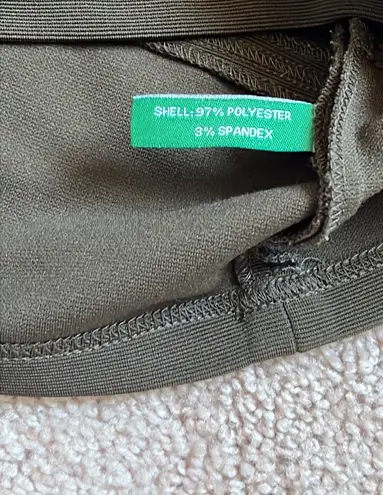 SHELL: 97% POLYESTER
3% SPANDEX